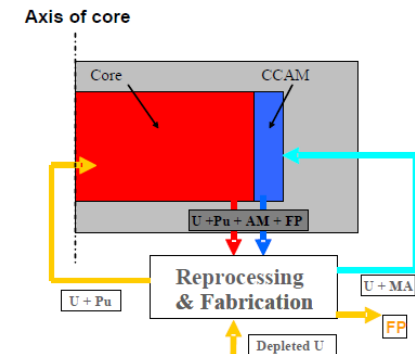 Axis of core
Core
CCAM
U +Pu + AM + FP
Reprocessing
& Fabrication
U + Pu
U + MA
FP
Depleted U